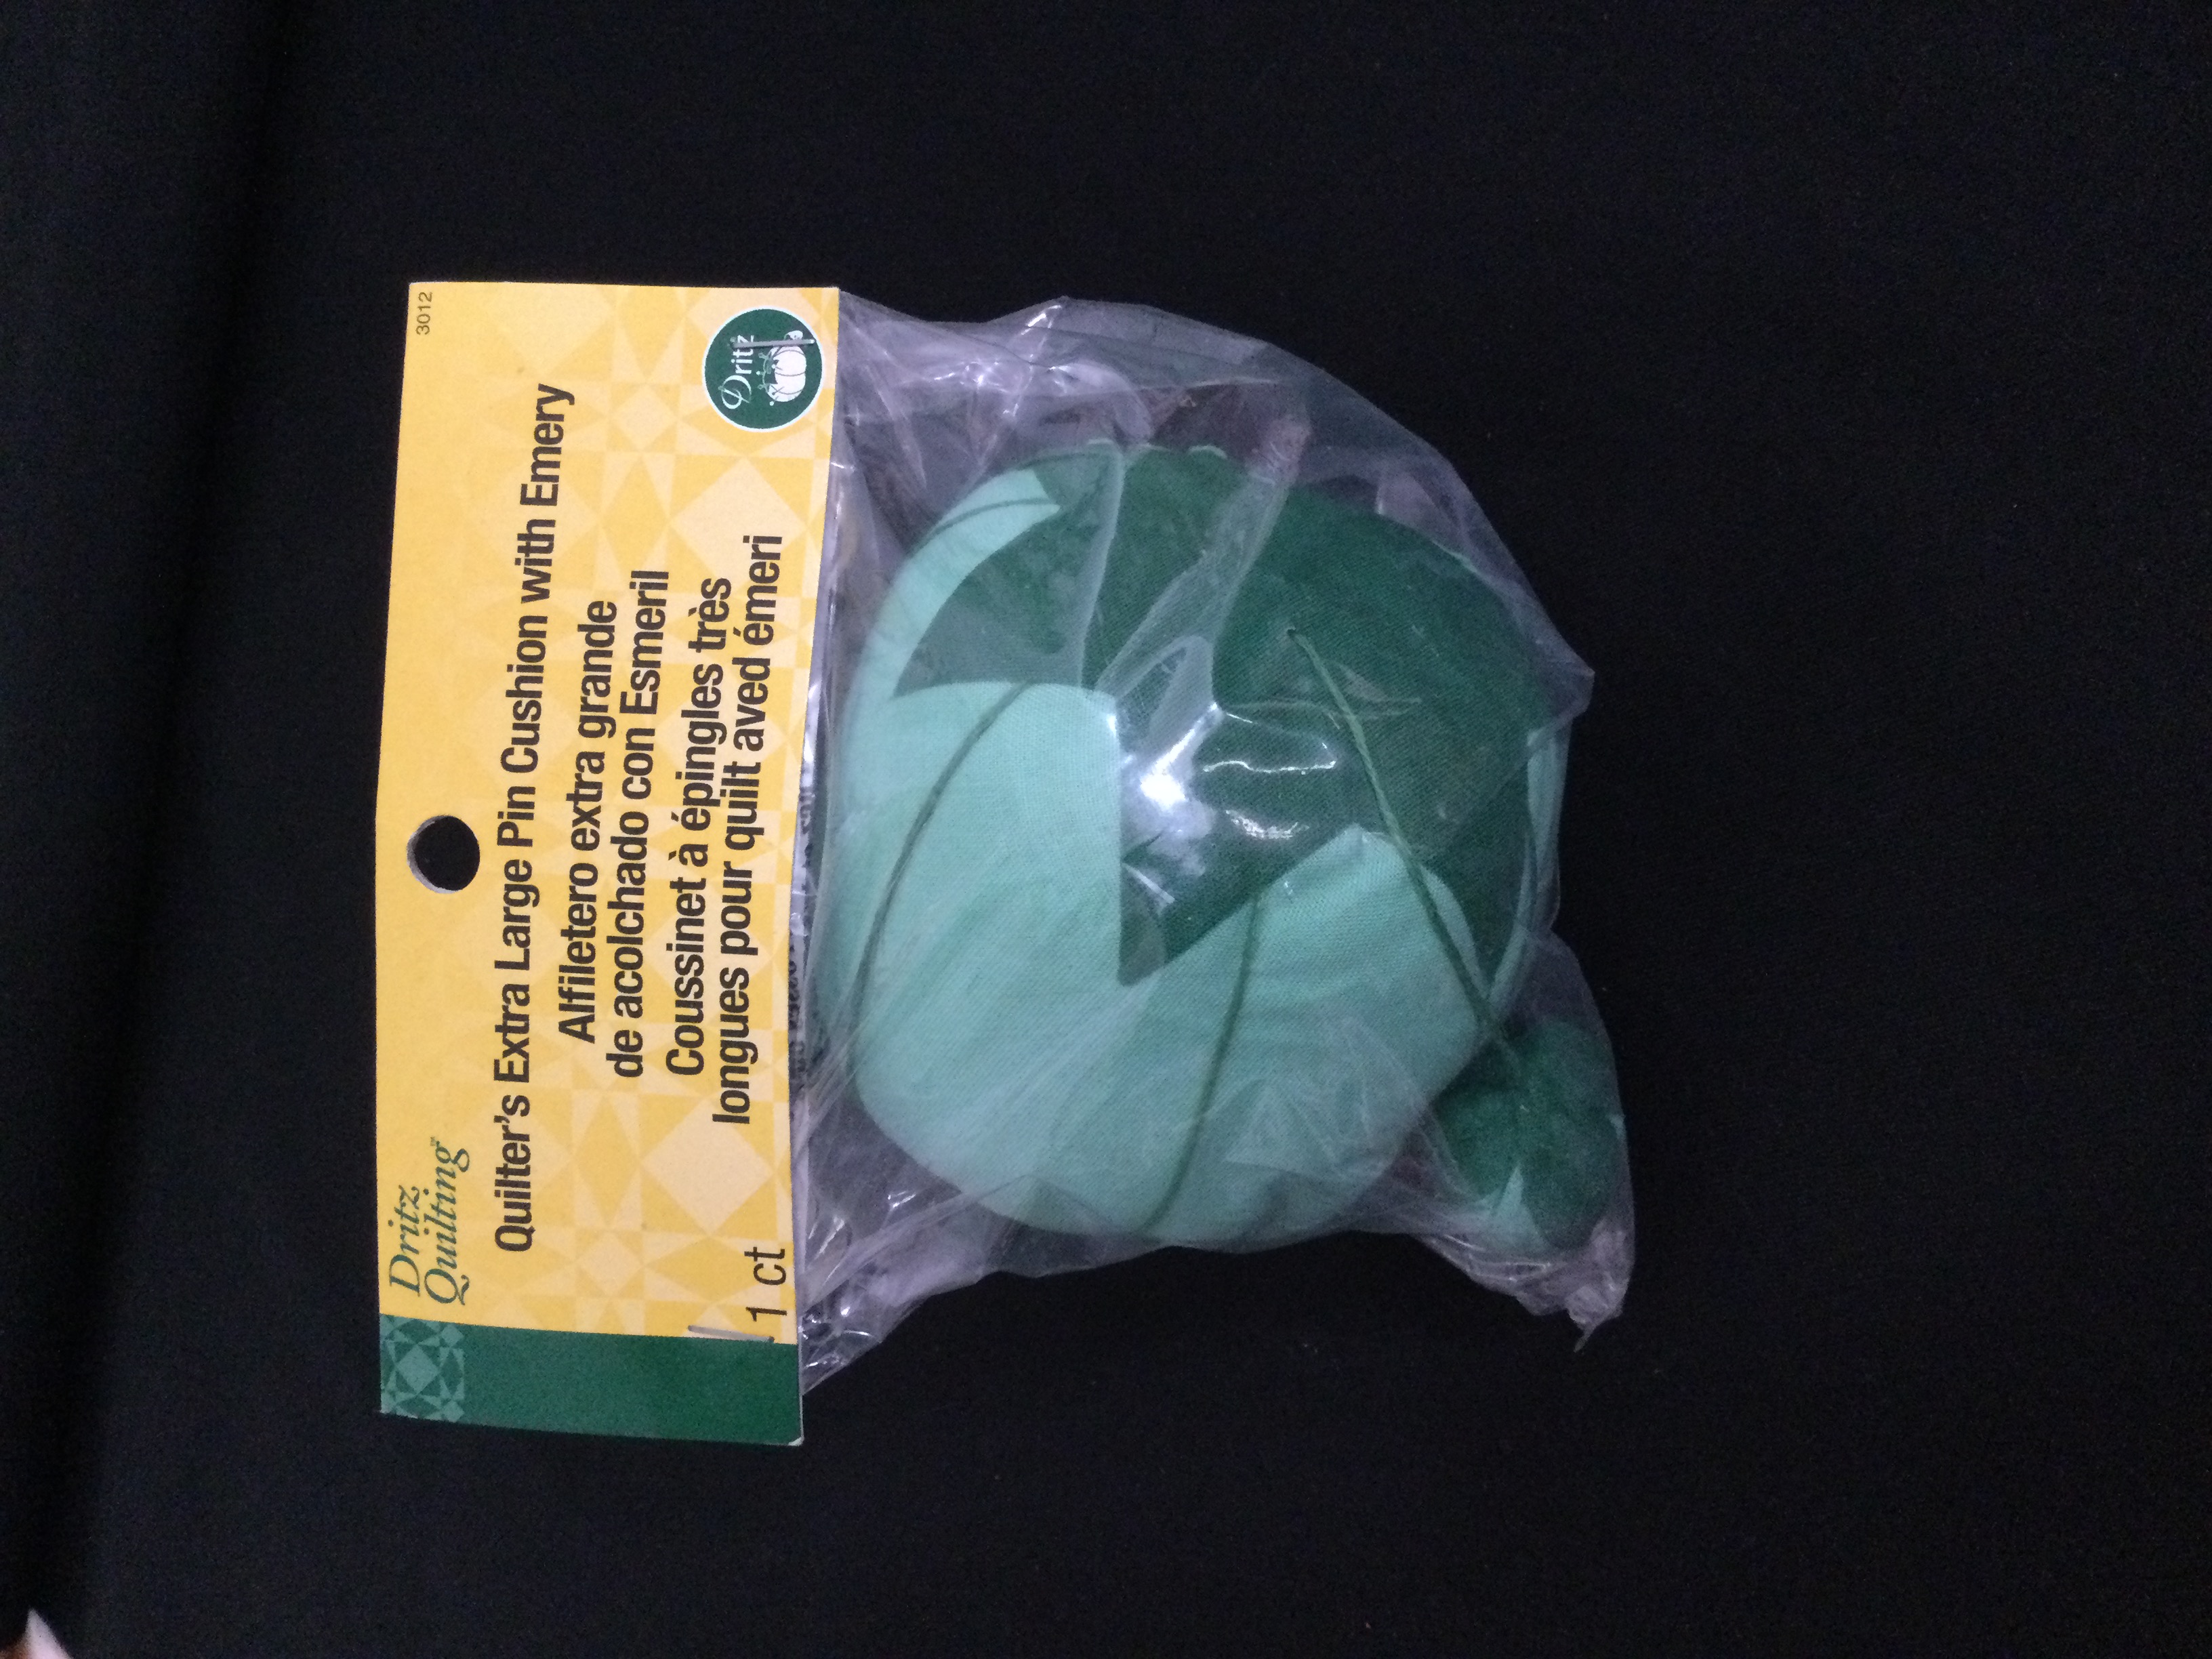 3012
Dritz
Quilting™
Quilter's Extra Large Pin Cushion with Emery
Alfiletero extra grande
de acolchado con Esmeril
Coussinet à épingles très
longues pour quilt aved émeri
1 ct
Dritz